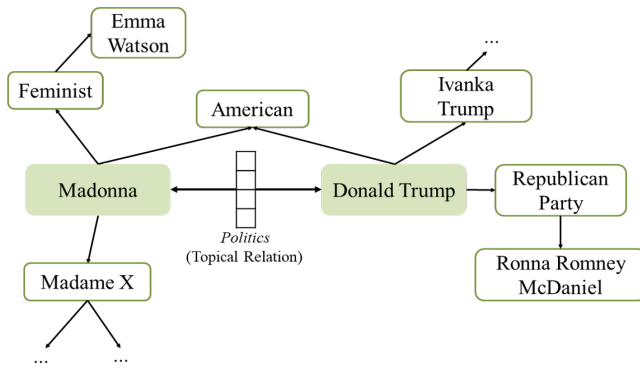 Emma
Watson
...
Feminist
Ivanka
Trump
American
Madonna
Donald Trump
Republican
Party
Politics
(Topical Relation)
Madame X
Ronna Romney
McDaniel
...
...